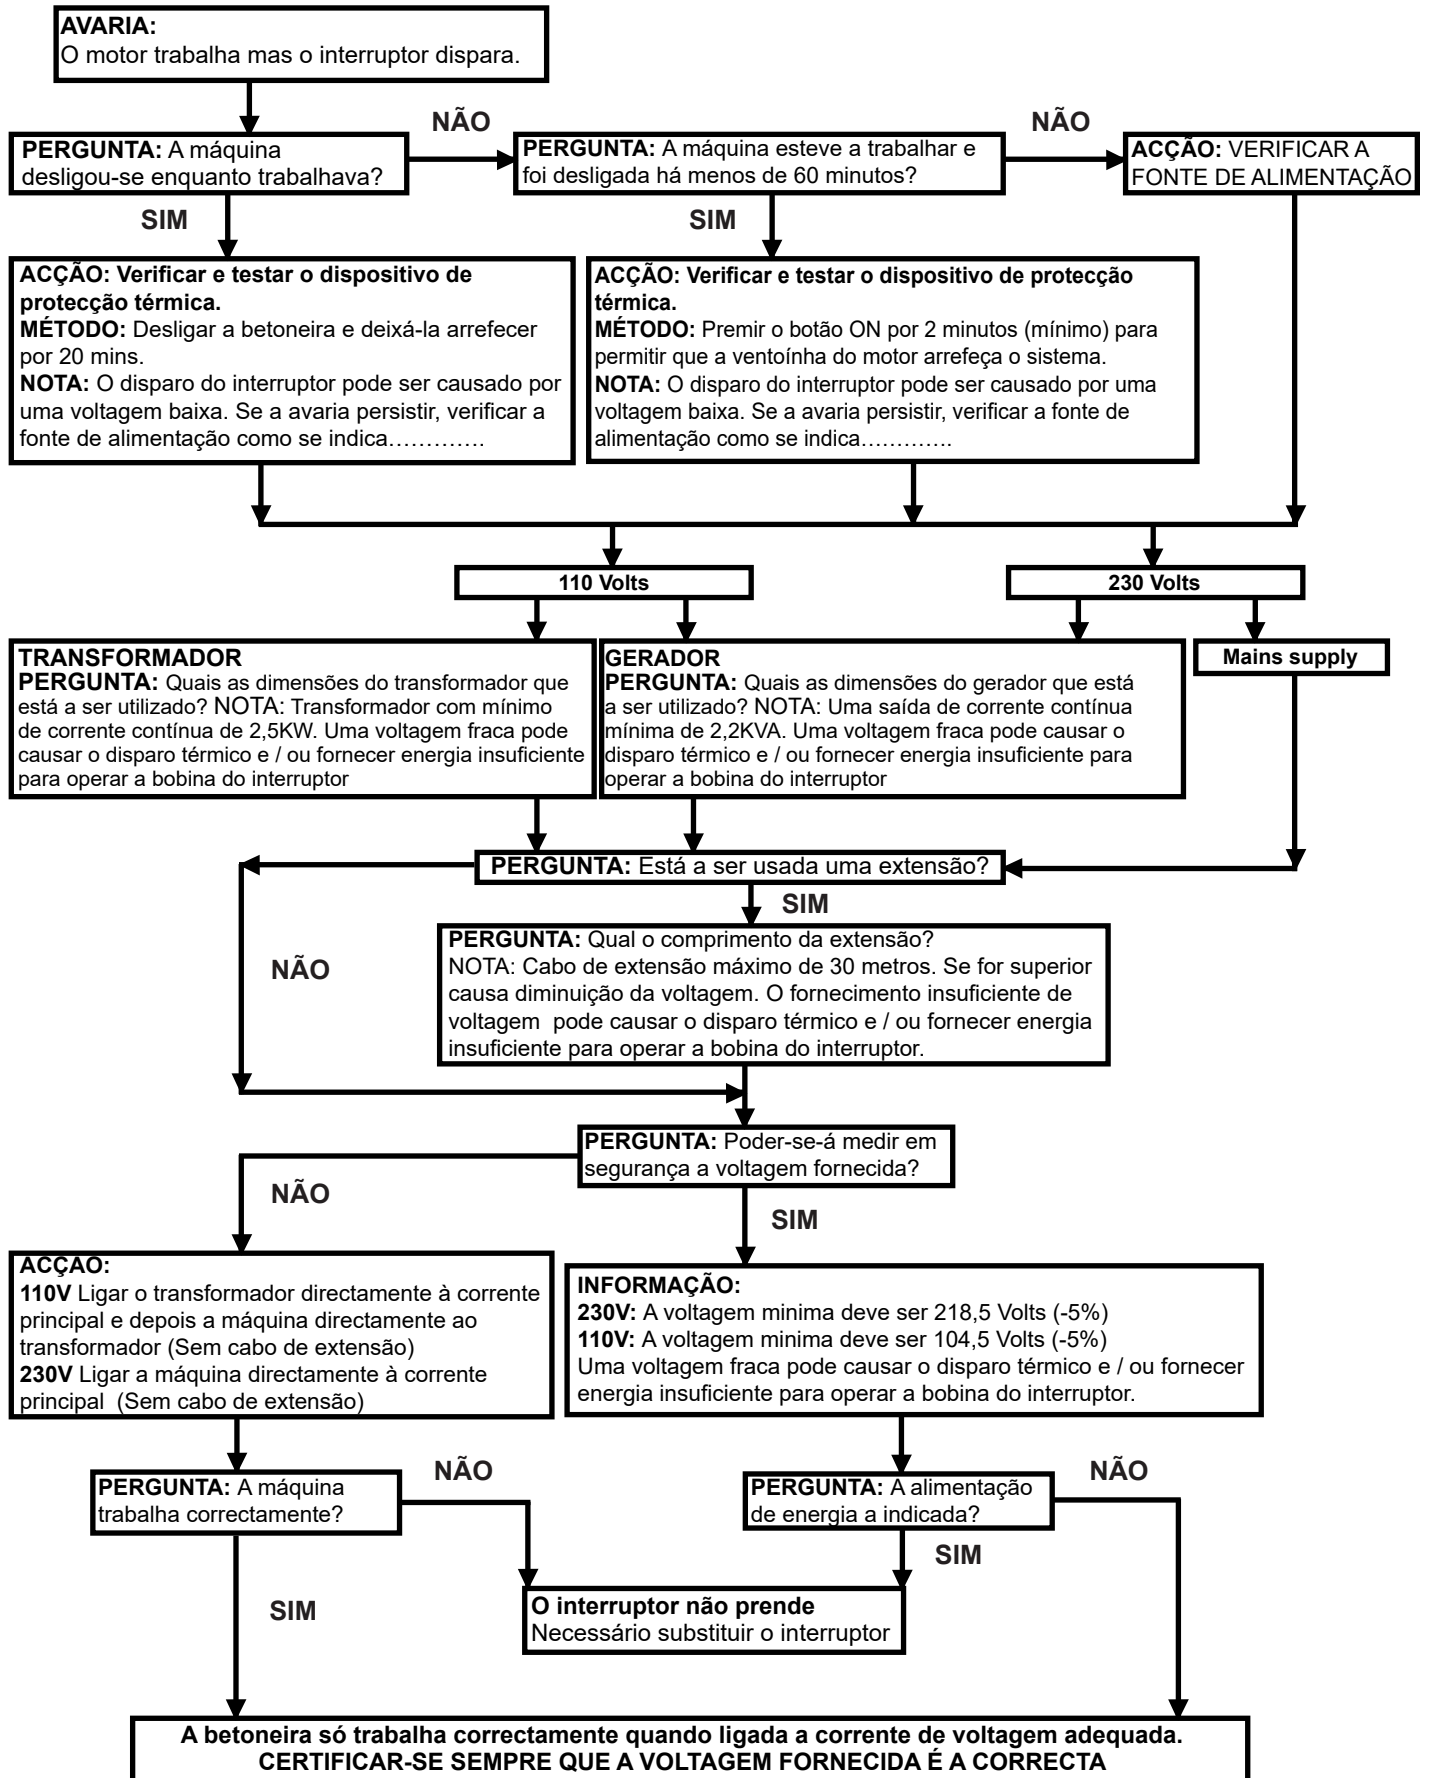 AVARIA:
O motor trabalha mas o interruptor dispara.
NÃO
NÃO
PERGUNTA: A máquina
desligou-se enquanto trabalhava?
PERGUNTA: A máquina esteve a trabalhar e
foi desligada há menos de 60 minutos?
ACÇÃO: VERIFICAR A
FONTE DE ALIMENTAÇÃO
SIM
SIM
ACÇÃO: Verificar e testar o dispositivo de
protecção térmica.
MÉTODO: Desligar a betoneira e deixá-la arrefecer
por 20 mins.
NOTA: O disparo do interruptor pode ser causado por
uma voltagem baixa. Se a avaria persistir, verificar a
fonte de alimentação como se indica………….
ACÇÃO: Verificar e testar o dispositivo de protecção
térmica.
MÉTODO: Premir o botão ON por 2 minutos (mínimo) para
permitir que a ventoínha do motor arrefeça o sistema.
NOTA: O disparo do interruptor pode ser causado por uma
voltagem baixa. Se a avaria persistir, verificar a fonte de
alimentação como se indica………….
110 Volts
230 Volts
TRANSFORMADOR
PERGUNTA: Quais as dimensões do transformador que
está a ser utilizado? NOTA: Transformador com mínimo
de corrente contínua de 2,5KW. Uma voltagem fraca pode
causar o disparo térmico e / ou fornecer energia insuficiente
para operar a bobina do interruptor
GERADOR
PERGUNTA: Quais as dimensões do gerador que está
a ser utilizado? NOTA: Uma saída de corrente contínua
mínima de 2,2KVA. Uma voltagem fraca pode causar o
disparo térmico e / ou fornecer energia insuficiente para
operar a bobina do interruptor
Mains supply
PERGUNTA: Está a ser usada uma extensão?
SIM
NÃO
PERGUNTA: Qual o comprimento da extensão?
NOTA: Cabo de extensão máximo de 30 metros. Se for superior
causa diminuição da voltagem. O fornecimento insuficiente de
voltagem  pode causar o disparo térmico e / ou fornecer energia
insuficiente para operar a bobina do interruptor.
PERGUNTA: Poder-se-á medir em
segurança a voltagem fornecida?
NÃO
SIM
ACÇÃO:
110V Ligar o transformador directamente à corrente
principal e depois a máquina directamente ao
transformador (Sem cabo de extensão)
230V Ligar a máquina directamente à corrente
principal  (Sem cabo de extensão)
INFORMAÇÃO:
230V: A voltagem minima deve ser 218,5 Volts (-5%)
110V: A voltagem minima deve ser 104,5 Volts (-5%)
Uma voltagem fraca pode causar o disparo térmico e / ou fornecer
energia insuficiente para operar a bobina do interruptor.
PERGUNTA: A máquina
trabalha correctamente?
NÃO
PERGUNTA: A alimentação
de energia a indicada?
NÃO
SIM
SIM
O interruptor não prende
Necessário substituir o interruptor
A betoneira só trabalha correctamente quando ligada a corrente de voltagem adequada.
CERTIFICAR-SE SEMPRE QUE A VOLTAGEM FORNECIDA É A CORRECTA